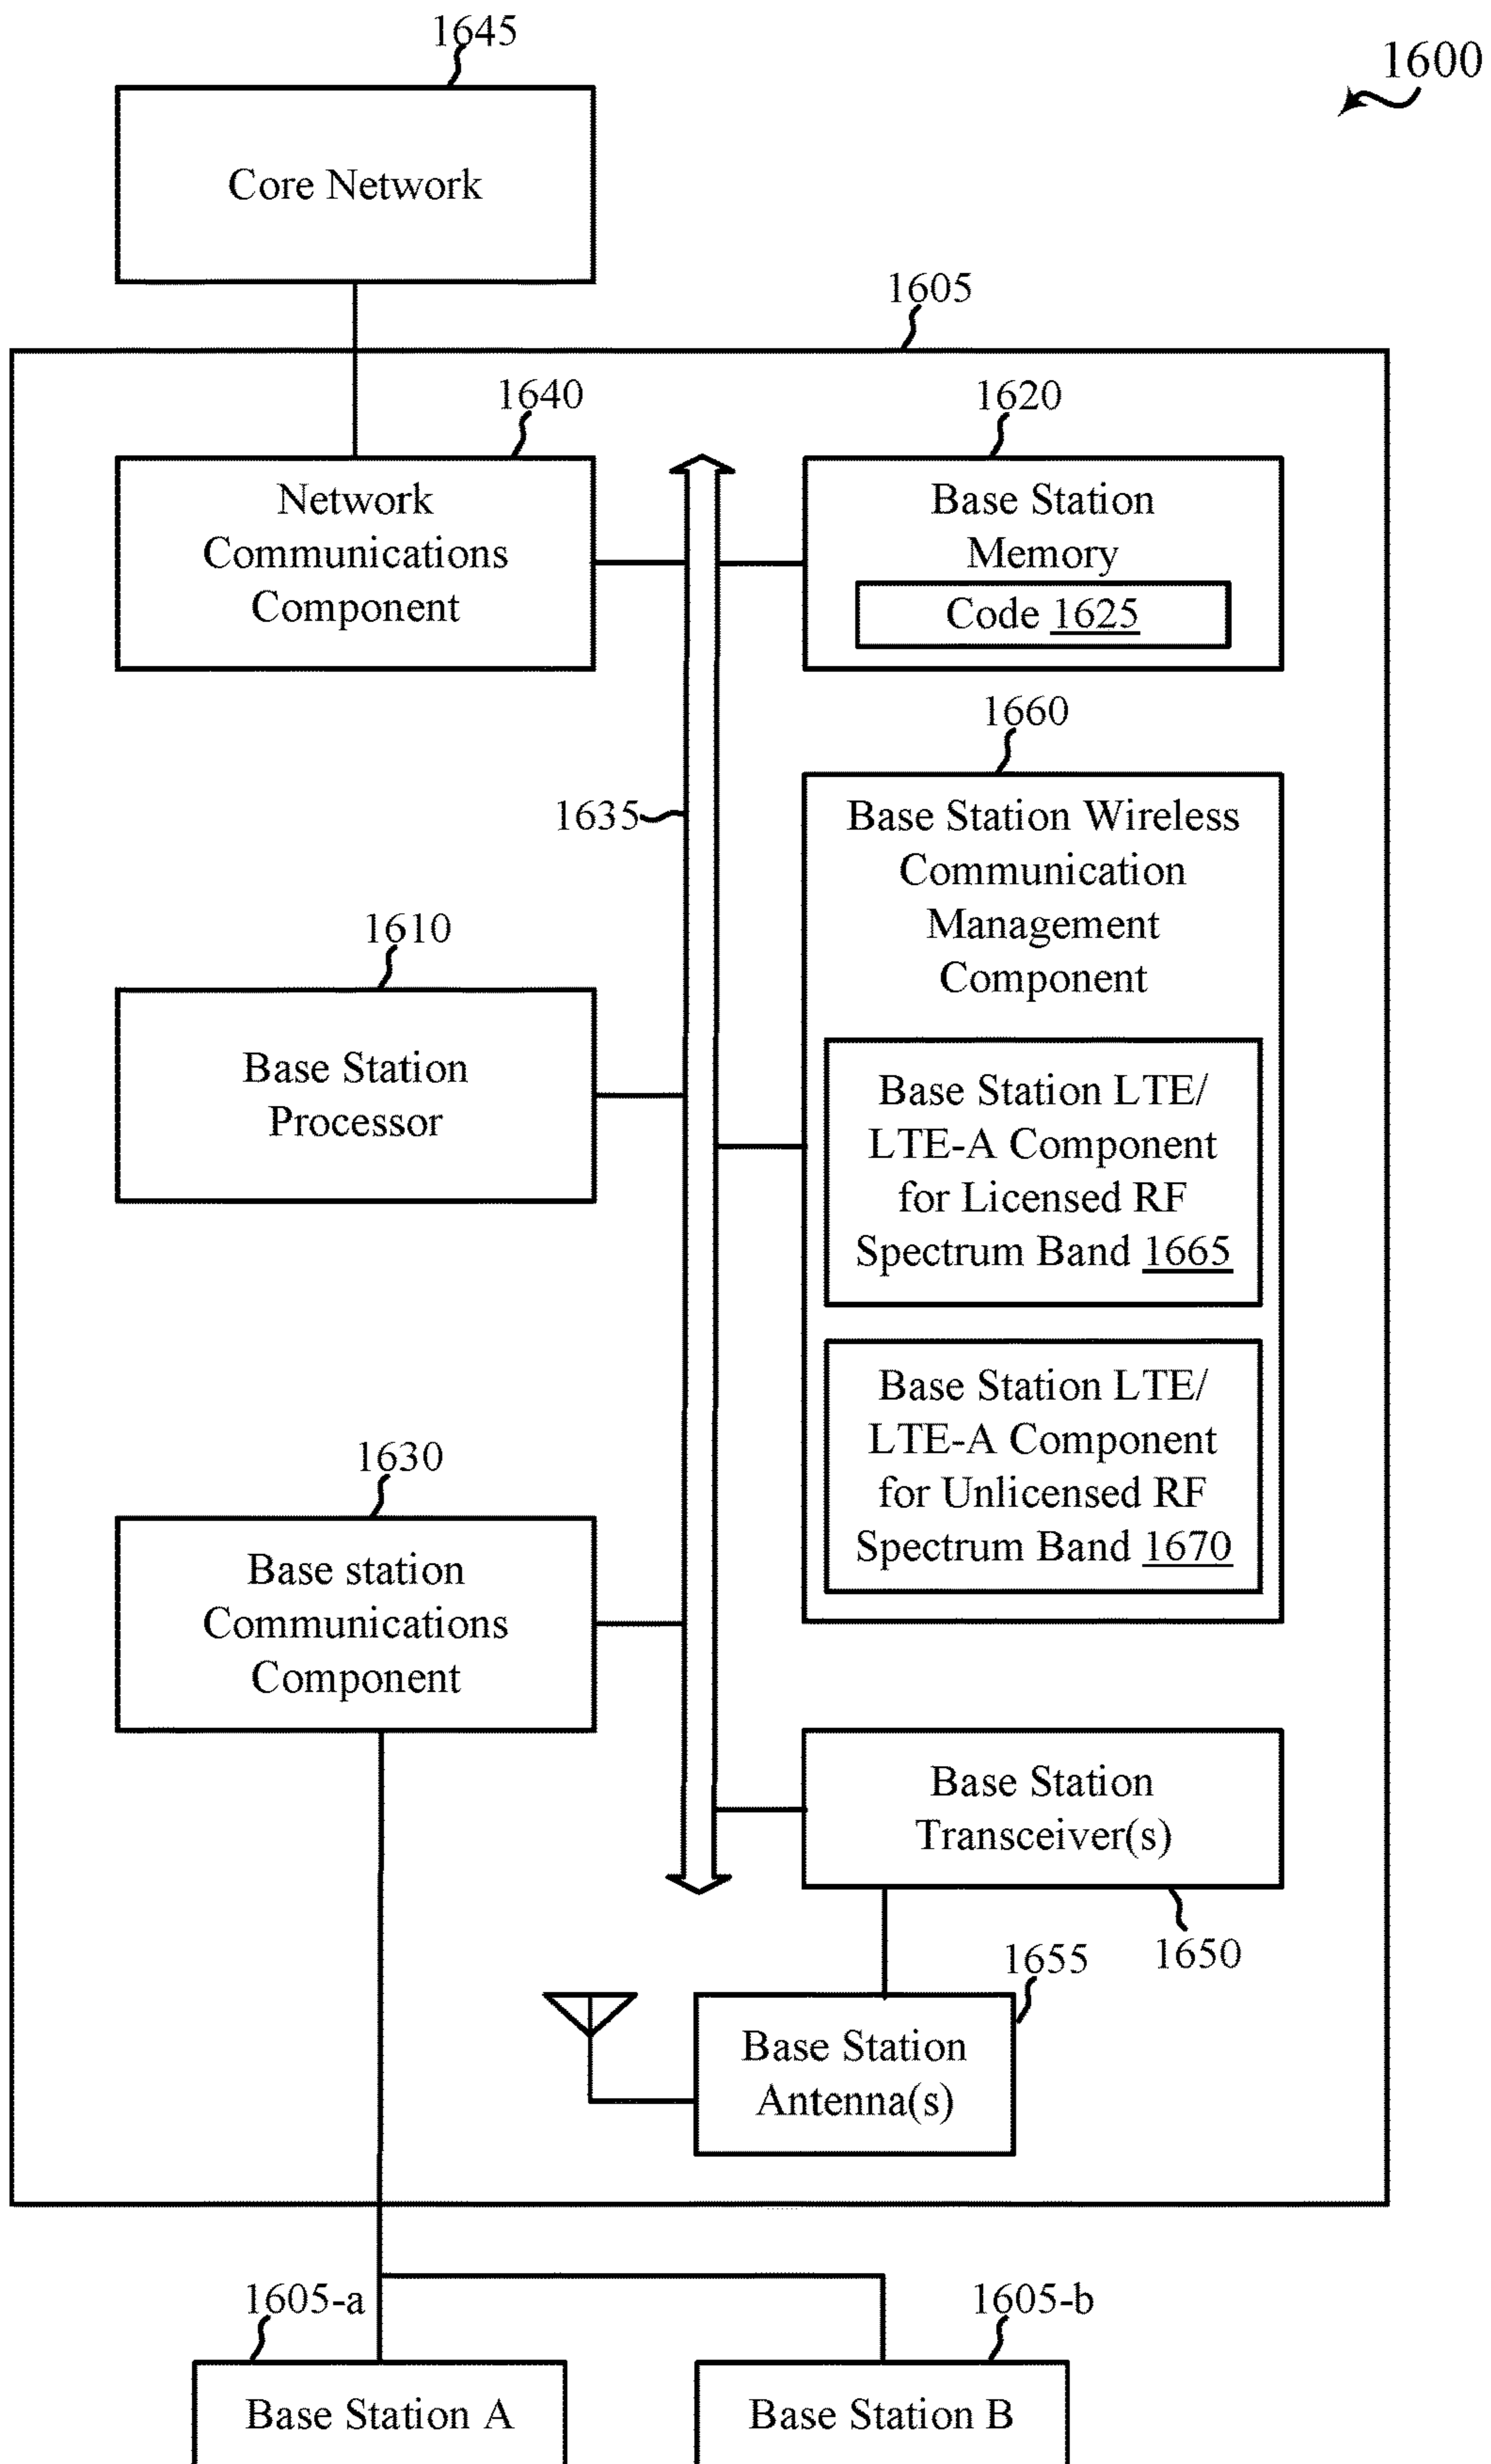 1645
1600
Core Network
1605
1640
1620
Network
Communications
Component
Base Station
Memory
Code 1625
1660
1635
Base Station Wireless
Communication
Management
Component
1610
Base Station
Processor
Base Station LTE/
LTE-A Component
for Licensed RF
Spectrum Band 1665
Base Station LTE/
LTE-A Component
for Unlicensed RF
Spectrum Band 1670
1630
Base station
Communications
Component
Base Station
Transceiver(s)
1650
1655
Base Station
Antenna(s)
1605-a
1605-b
Base Station A
Base Station B